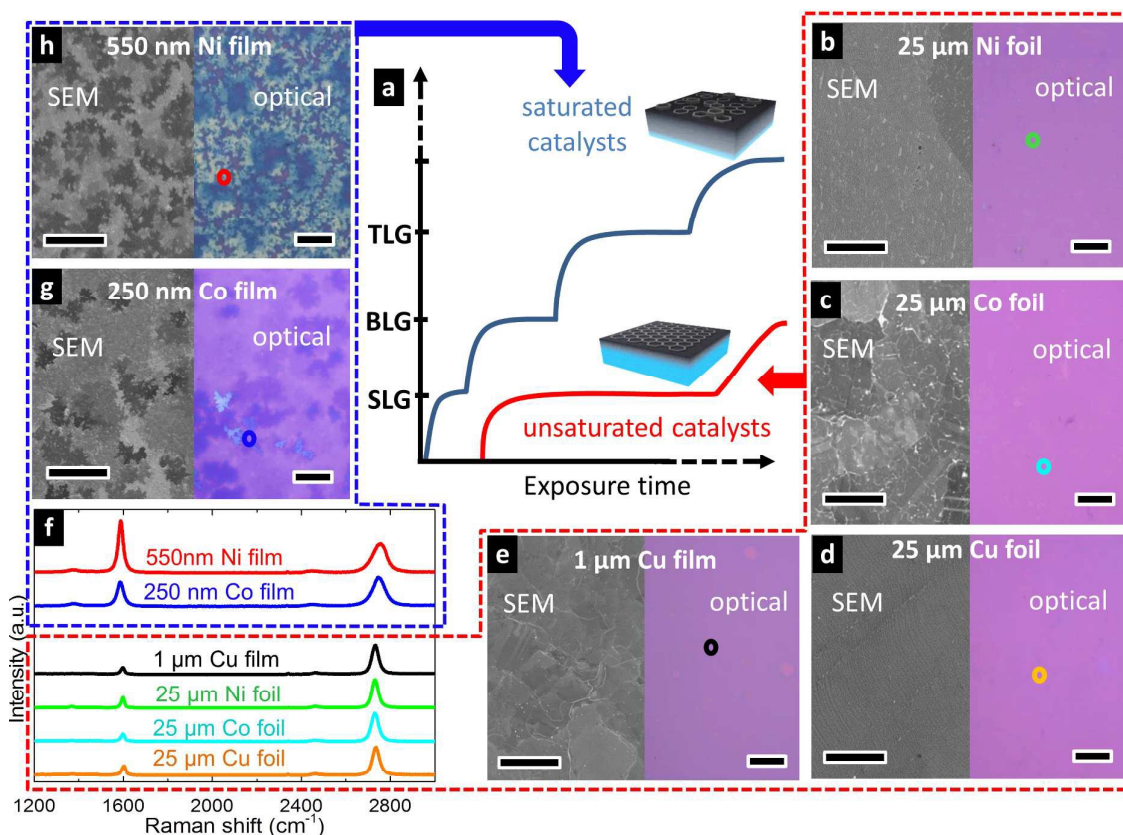 h
550 nm Ni film
SEM
optical
g
250 nm Co film
SEM
optical
a
saturated
catalysts
TLG
BLG
SLG
unsaturated catalysts
Exposure time
b
25 µm Ni foil
SEM
optical
c
25 µm Co foil
SEM
optical
f
550nm Ni film
250 nm Co film
1 µm Cu film
25 µm Ni foil
25 µm Co foil
25 µm Cu foil
Intensity (a.u.)
1200 1600 2000 2400 2800
Raman shift (cm⁻¹)
e
1 µm Cu film
SEM
optical
d
25 µm Cu foil
SEM
optical